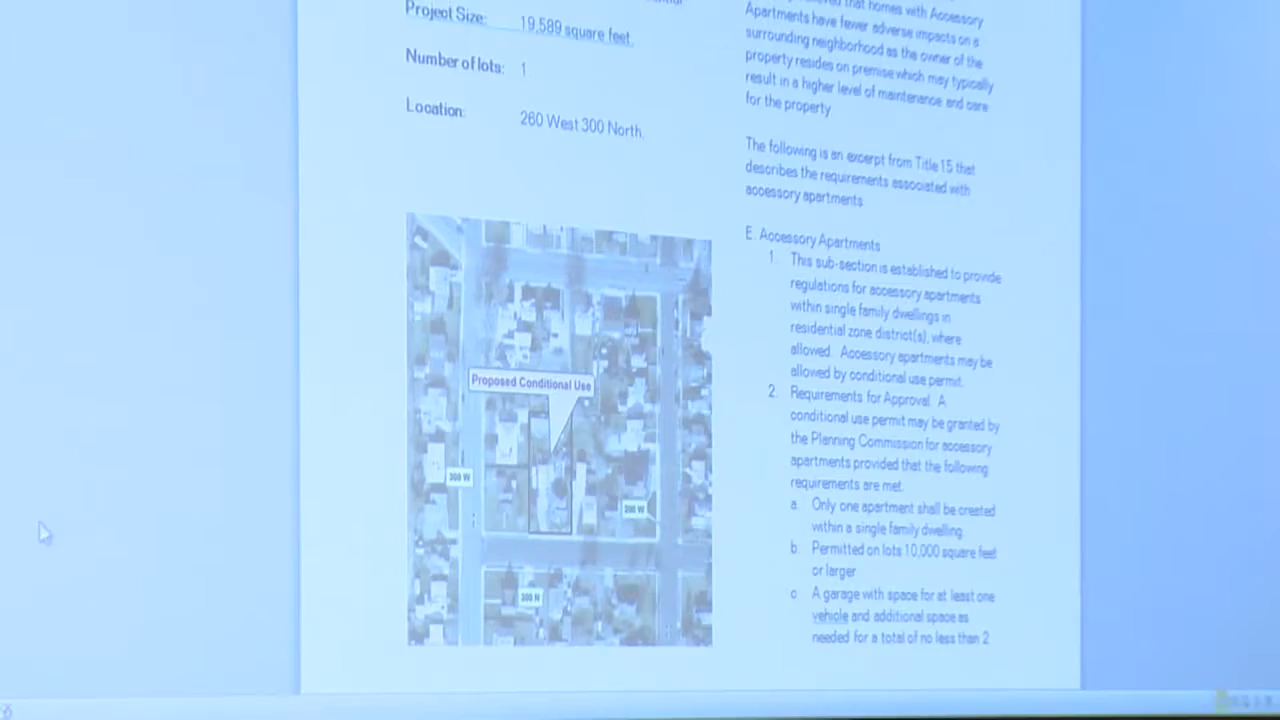 Project Size: 19,589 square feet.
Number of lots: 1
Location: 260 West 300 North.
Proposed Conditional Use
300 W
200 W
300 N
that homes with Accessory
Apartments have fewer adverse impacts on a
surrounding neighborhood as the owner of the
property resides on premise which may typically
result in a higher level of maintenance and care
for the property
The following is an excerpt from Title 15 that
describes the requirements associated with
accessory apartments
E. Accessory Apartments
1. This sub-section is established to provide
regulations for accessory apartments
within single family dwellings in
residential zone district(s), where
allowed. Accessory apartments may be
allowed by conditional use permit.
2. Requirements for Approval. A
conditional use permit may be granted by
the Planning Commission for accessory
apartments provided that the following
requirements are met.
a. Only one apartment shall be created
within a single family dwelling
b. Permitted on lots 10,000 square feet
or larger
c A garage with space for at least one
vehicle and additional space as
needed for a total of no less than 2